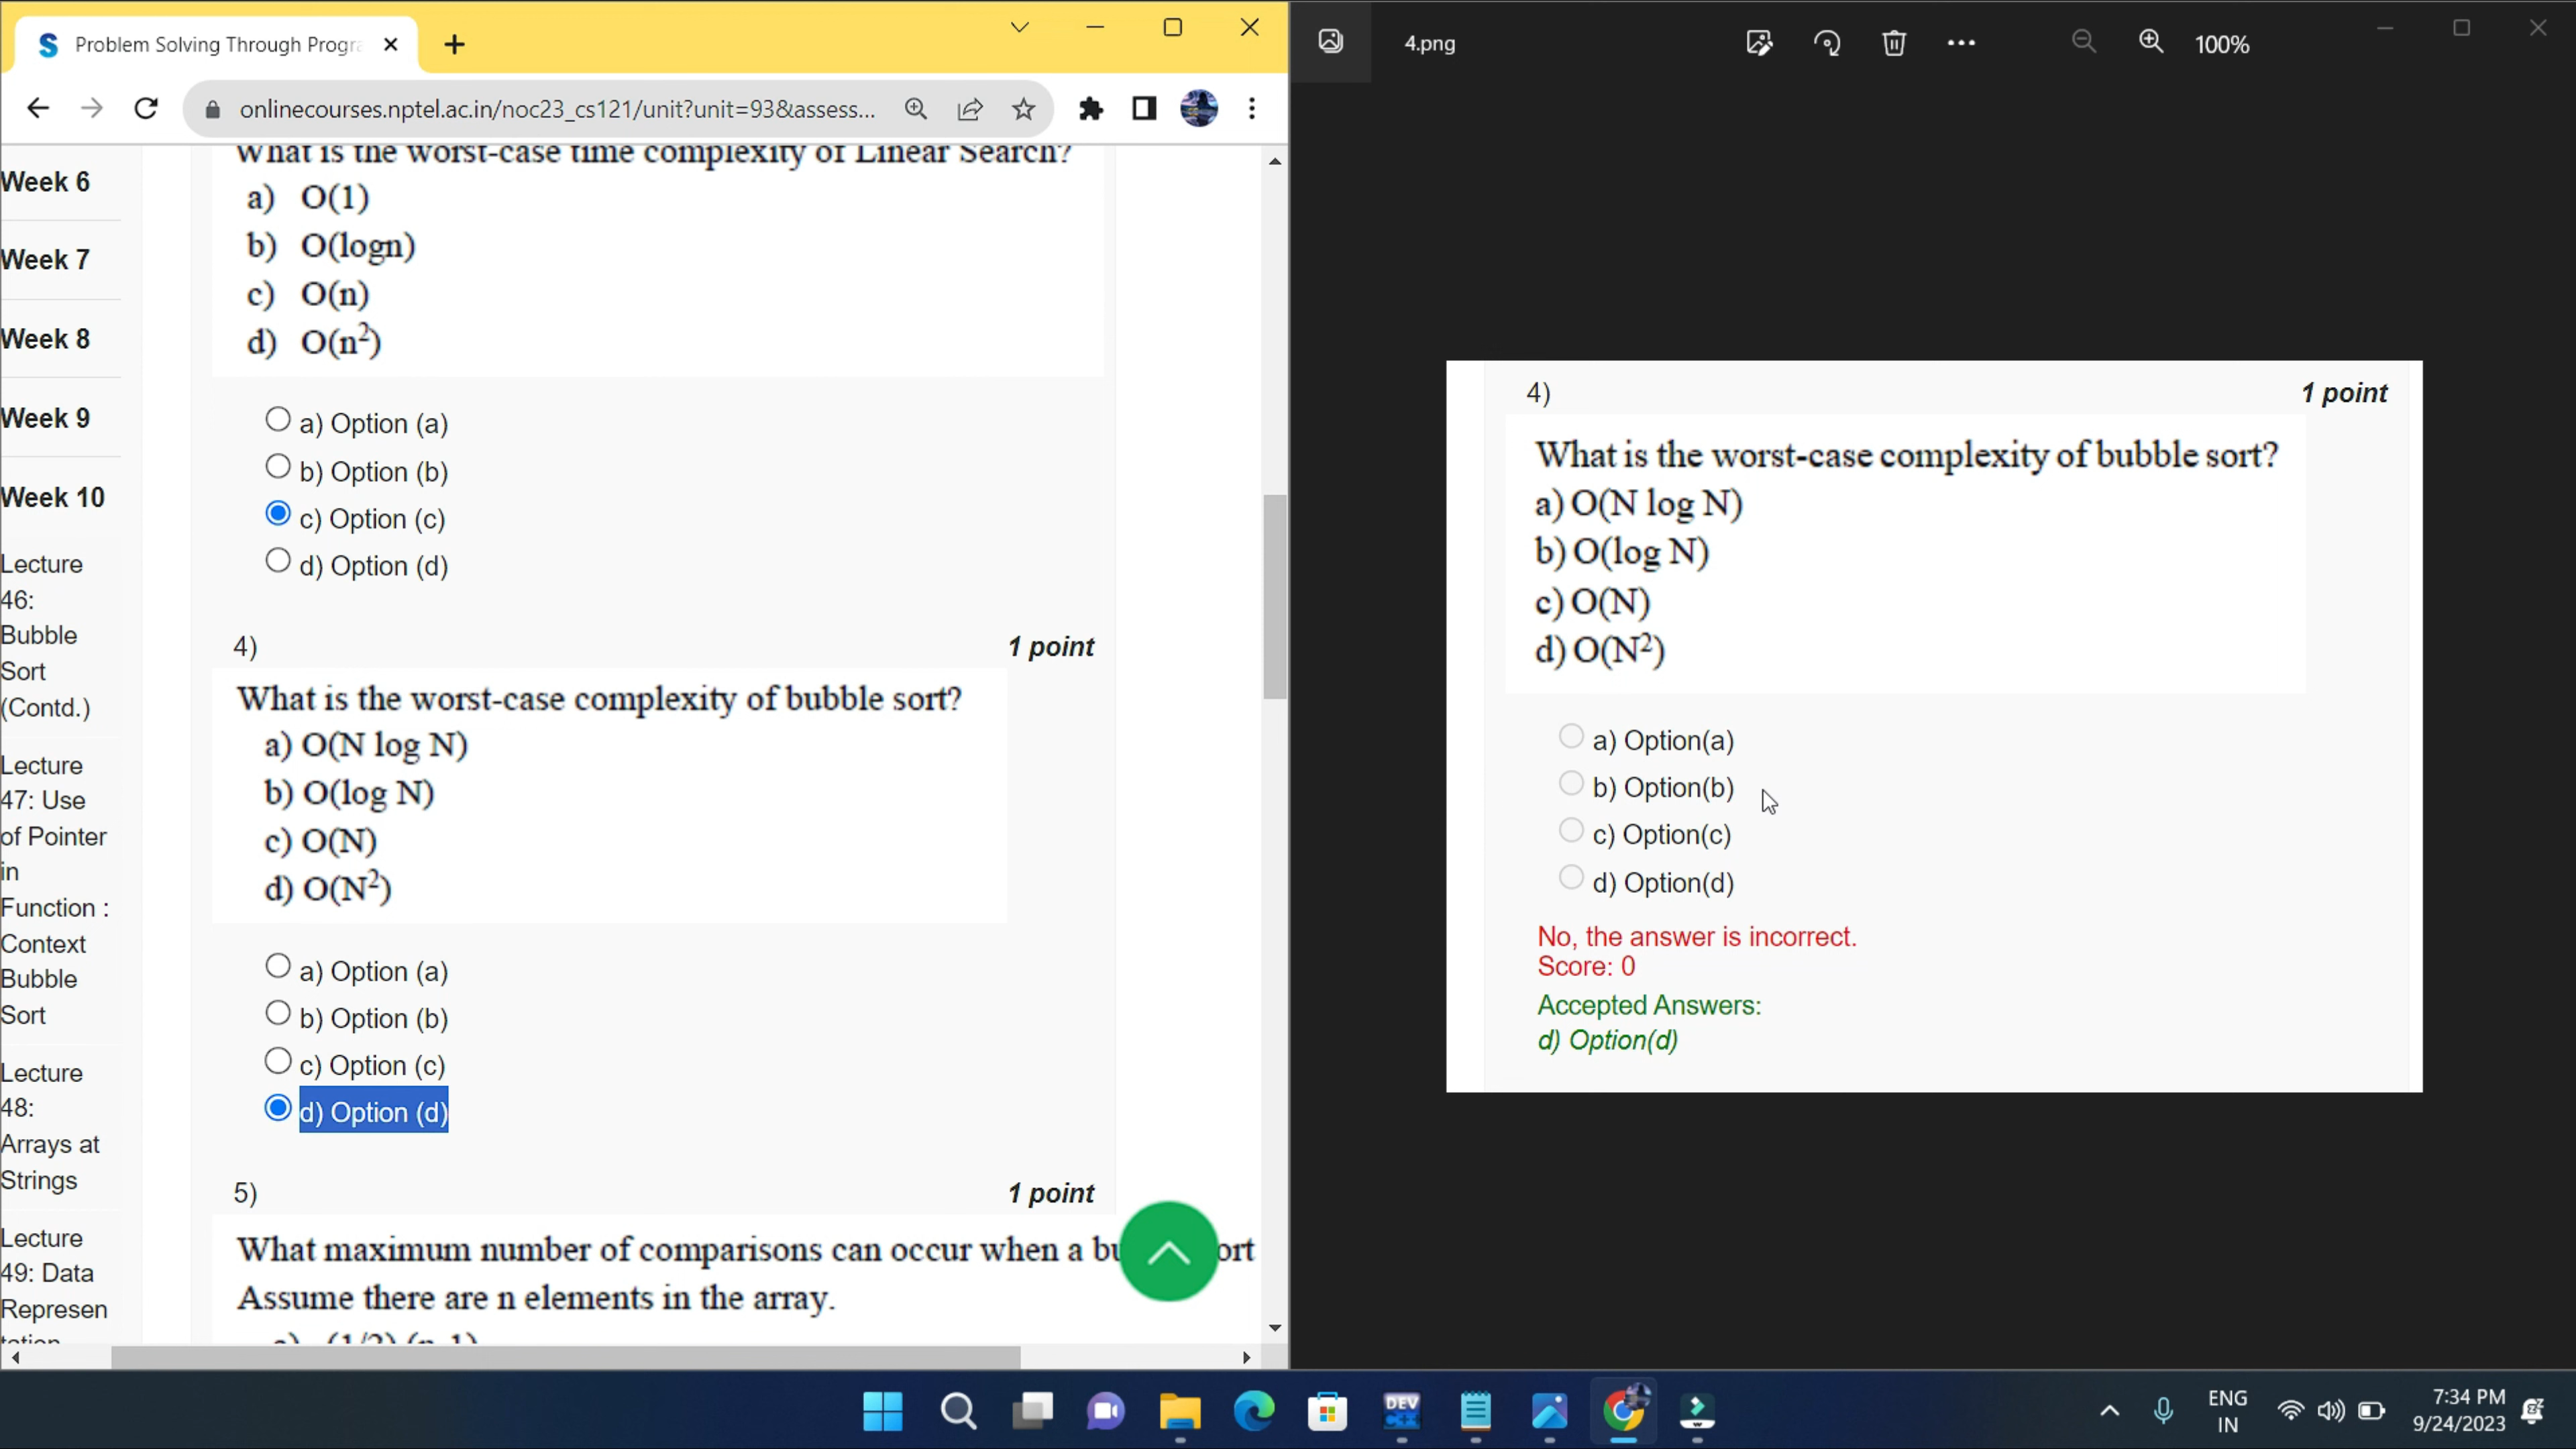 Problem Solving Through Progra
onlinecourses.nptel.ac.in/noc23_cs121/unit?unit=93&assess...
Week 6
Week 7
Week 8
Week 9
Week 10
Lecture
46:
Bubble
Sort
(Contd.)
Lecture
47: Use
of Pointer
in
Function :
Context
Bubble
Sort
Lecture
48:
Arrays at
Strings
Lecture
49: Data
Represen
tation
What is the worst-case time complexity of Linear Search?
a) O(1)
b) O(logn)
c) O(n)
d) O(n²)
a) Option (a)
b) Option (b)
c) Option (c)
d) Option (d)
4)
1 point
What is the worst-case complexity of bubble sort?
a) O(N log N)
b) O(log N)
c) O(N)
d) O(N²)
a) Option (a)
b) Option (b)
c) Option (c)
d) Option (d)
5)
1 point
What maximum number of comparisons can occur when a bu ort
Assume there are n elements in the array.
a) (1/2) (n-1)
4.png
100%
4)
1 point
What is the worst-case complexity of bubble sort?
a) O(N log N)
b) O(log N)
c) O(N)
d) O(N²)
a) Option(a)
b) Option(b)
c) Option(c)
d) Option(d)
No, the answer is incorrect.
Score: 0
Accepted Answers:
d) Option(d)
DEV
C++
ENG
IN
7:34 PM
9/24/2023